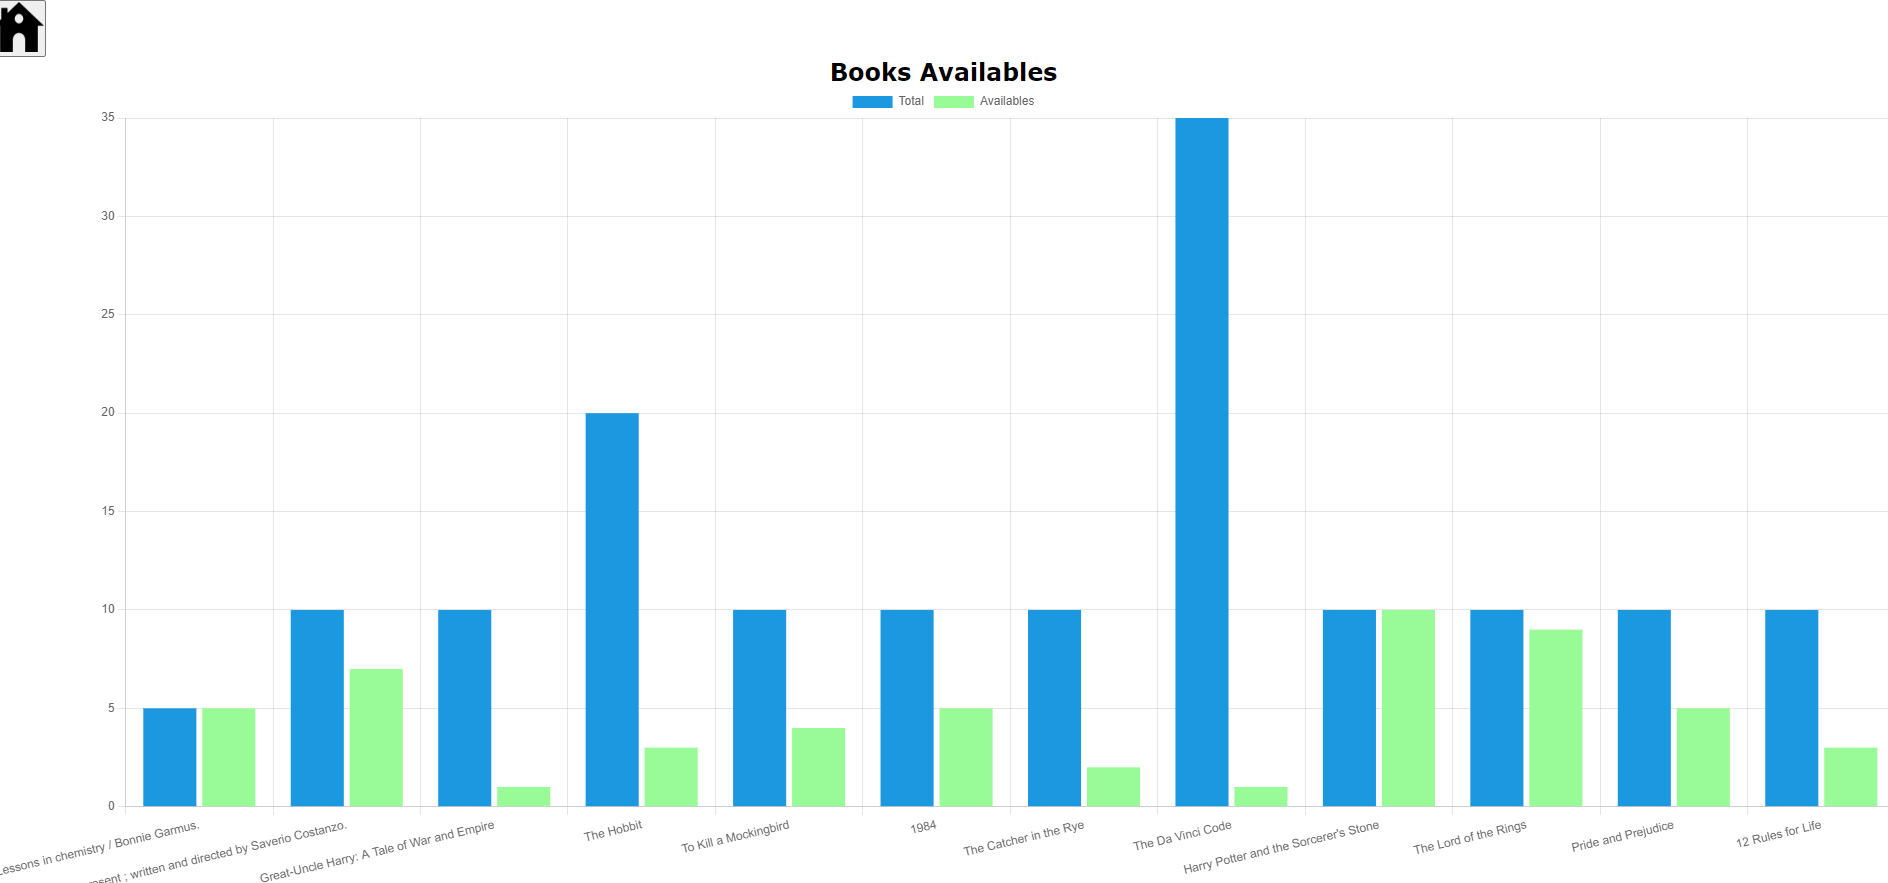 Books Availables
Total Availables
35
30
25
20
15
10
5
0
Lessons in chemistry / Bonnie Garmus.
; written and directed by Saverio Costanzo.
Great-Uncle Harry: A Tale of War and Empire
The Hobbit
To Kill a Mockingbird
1984
The Catcher in the Rye
The Da Vinci Code
Harry Potter and the Sorcerer's Stone
The Lord of the Rings
Pride and Prejudice
12 Rules for Life